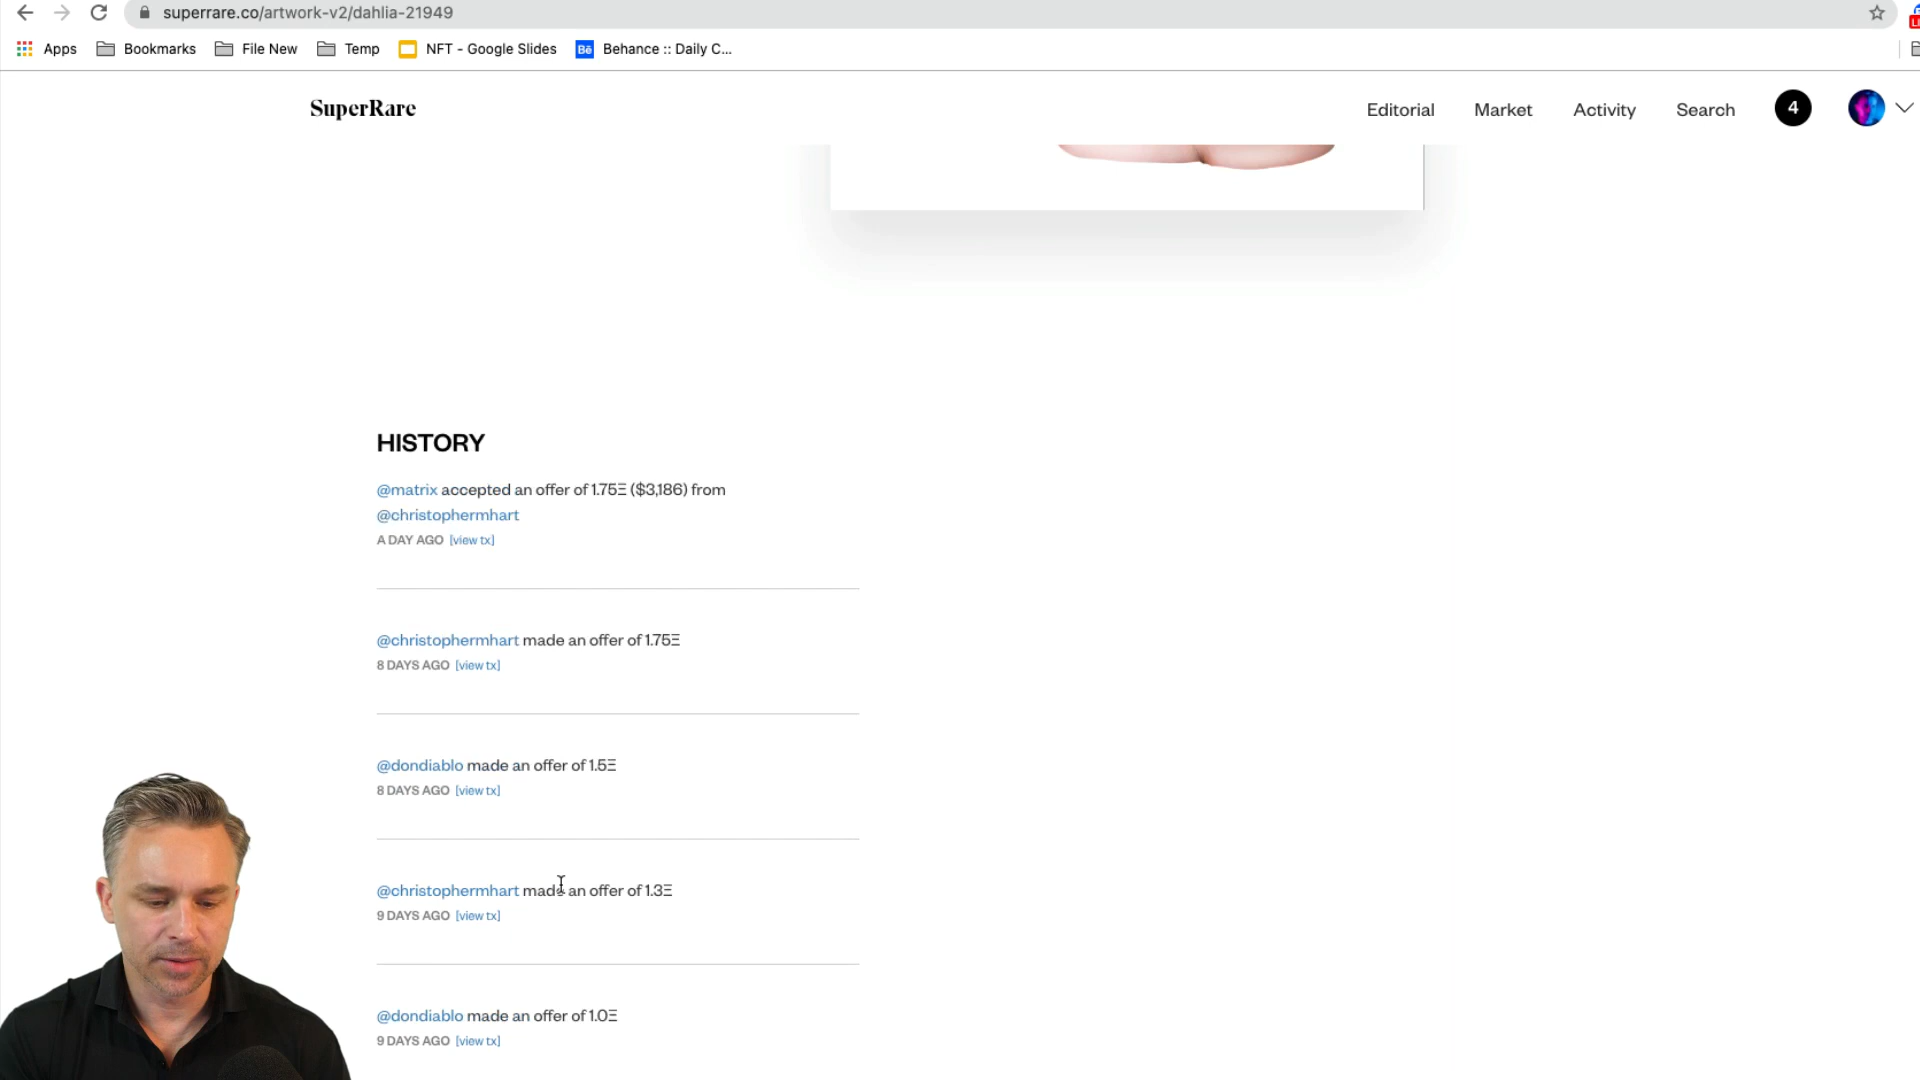 superrare.co/artwork-v2/dahlia-21949
Apps Bookmarks File New Temp NFT - Google Slides Bē Behance :: Daily C...
SuperRare Editorial Market Activity Search 4
HISTORY
@matrix accepted an offer of 1.75Ξ ($3,186) from
@christophermhart
A DAY AGO [view tx]
@christophermhart made an offer of 1.75Ξ
8 DAYS AGO [view tx]
@dondiablo made an offer of 1.5Ξ
8 DAYS AGO [view tx]
@christophermhart made an offer of 1.3Ξ
9 DAYS AGO [view tx]
@dondiablo made an offer of 1.0Ξ
9 DAYS AGO [view tx]